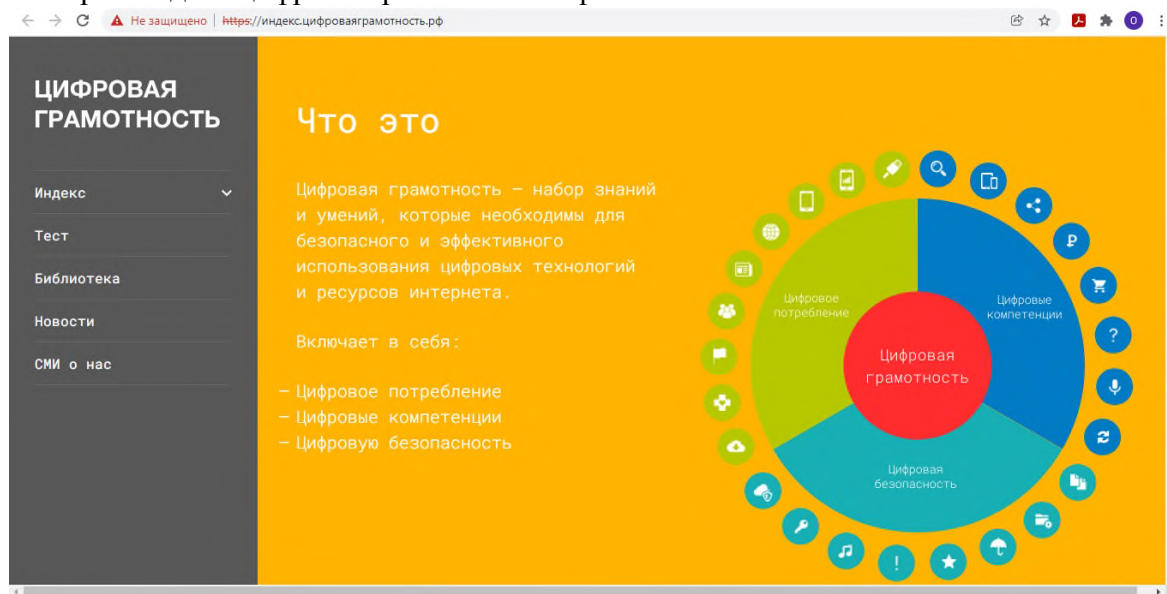 Не защищено | https://индекс.цифроваяграмотность.рф
ЦИФРОВАЯ
ГРАМОТНОСТЬ
Индекс
Тест
Библиотека
Новости
СМИ о нас
Что это
Цифровая грамотность – набор знаний
и умений, которые необходимы для
безопасного и эффективного
использования цифровых технологий
и ресурсов интернета.
Включает в себя:
– Цифровое потребление
– Цифровые компетенции
– Цифровую безопасность
Цифровое
потребление
Цифровые
компетенции
Цифровая
грамотность
Цифровая
безопасность